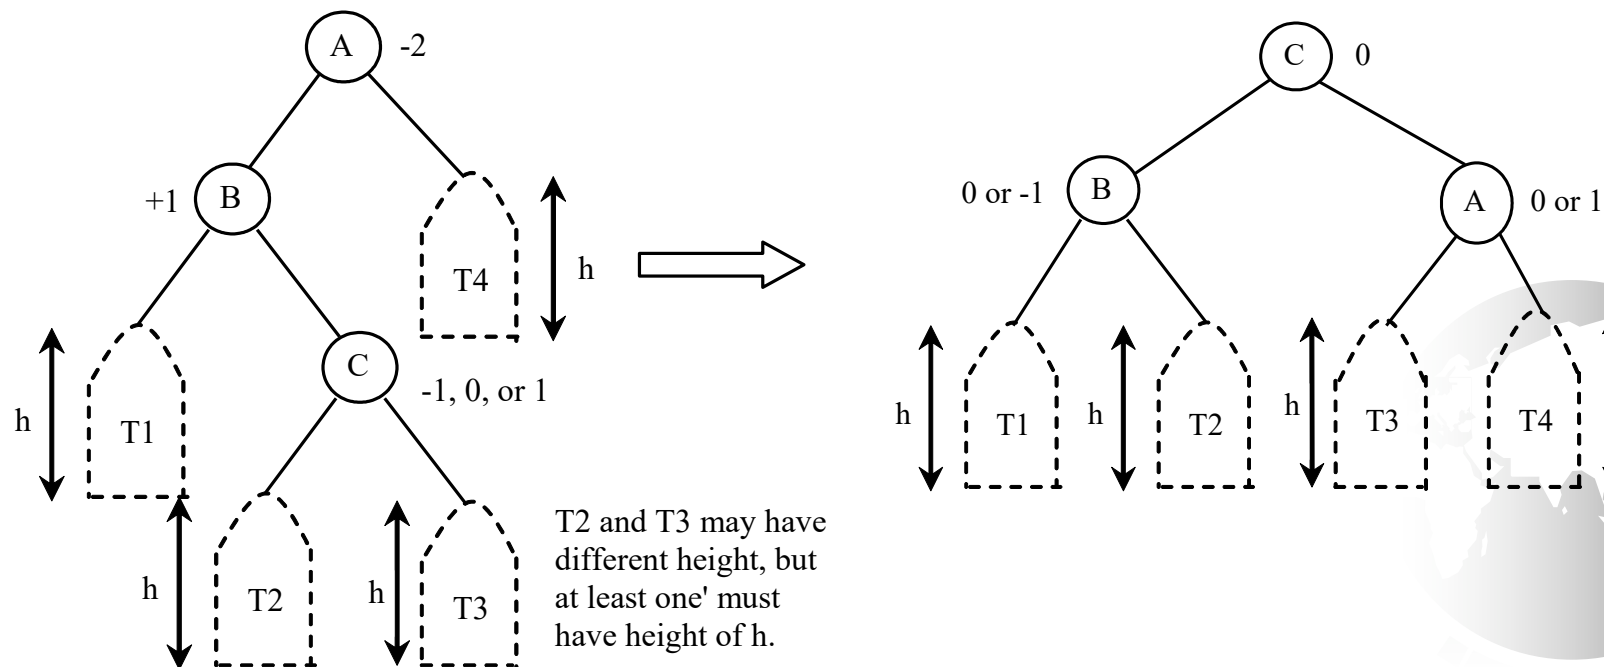 A
-2
+1
B
T4
h
C
-1, 0, or 1
h
T1
h
T2
h
T3
T2 and T3 may have
different height, but
at least one' must
have height of h.
C
0
0 or -1
B
A
0 or 1
h
T1
h
T2
h
T3
T4